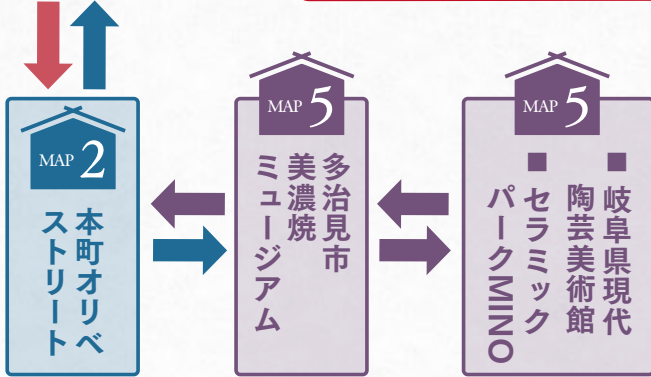 MAP 2
本町オリベ
ストリート
MAP 5
多治見市
美濃焼
ミュージアム
MAP 5
■岐阜県現代
陶芸美術館
■セラミック
パークMINO